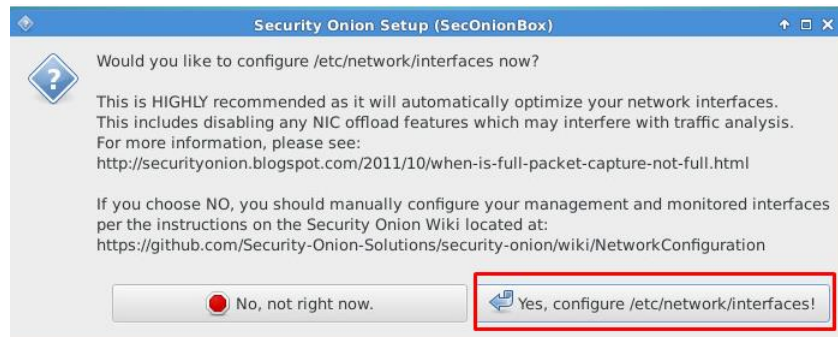 Security Onion Setup (SecOnionBox)
Would you like to configure /etc/network/interfaces now?
This is HIGHLY recommended as it will automatically optimize your network interfaces.
This includes disabling any NIC offload features which may interfere with traffic analysis.
For more information, please see:
http://securityonion.blogspot.com/2011/10/when-is-full-packet-capture-not-full.html
If you choose NO, you should manually configure your management and monitored interfaces
per the instructions on the Security Onion Wiki located at:
https://github.com/Security-Onion-Solutions/security-onion/wiki/NetworkConfiguration
No, not right now.
Yes, configure /etc/network/interfaces!